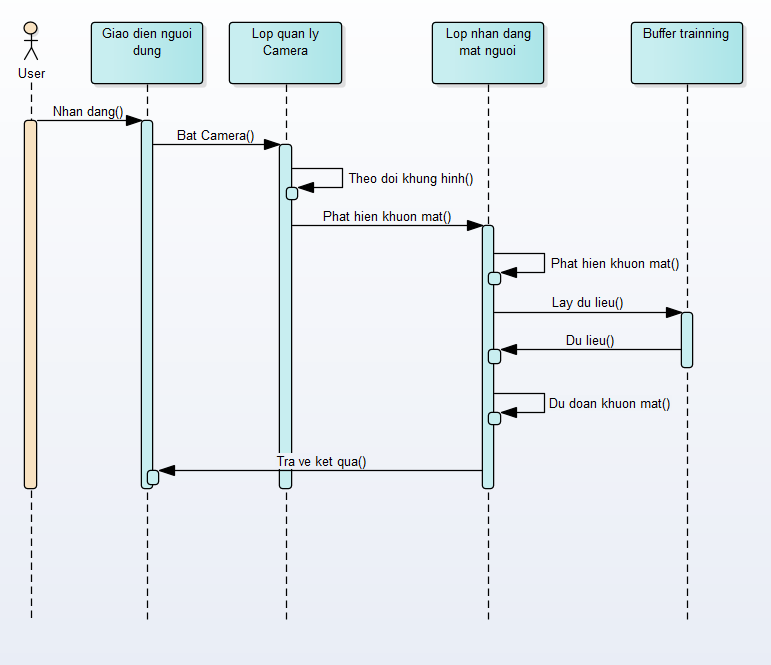 Giao dien nguoi
dung
Lop quan ly
Camera
Lop nhan dang
mat nguoi
Buffer trainning
User
Nhan dang()
Bat Camera()
Theo doi khung hinh()
Phat hien khuon mat()
Phat hien khuon mat()
Lay du lieu()
Du lieu()
Du doan khuon mat()
Tra ve ket qua()